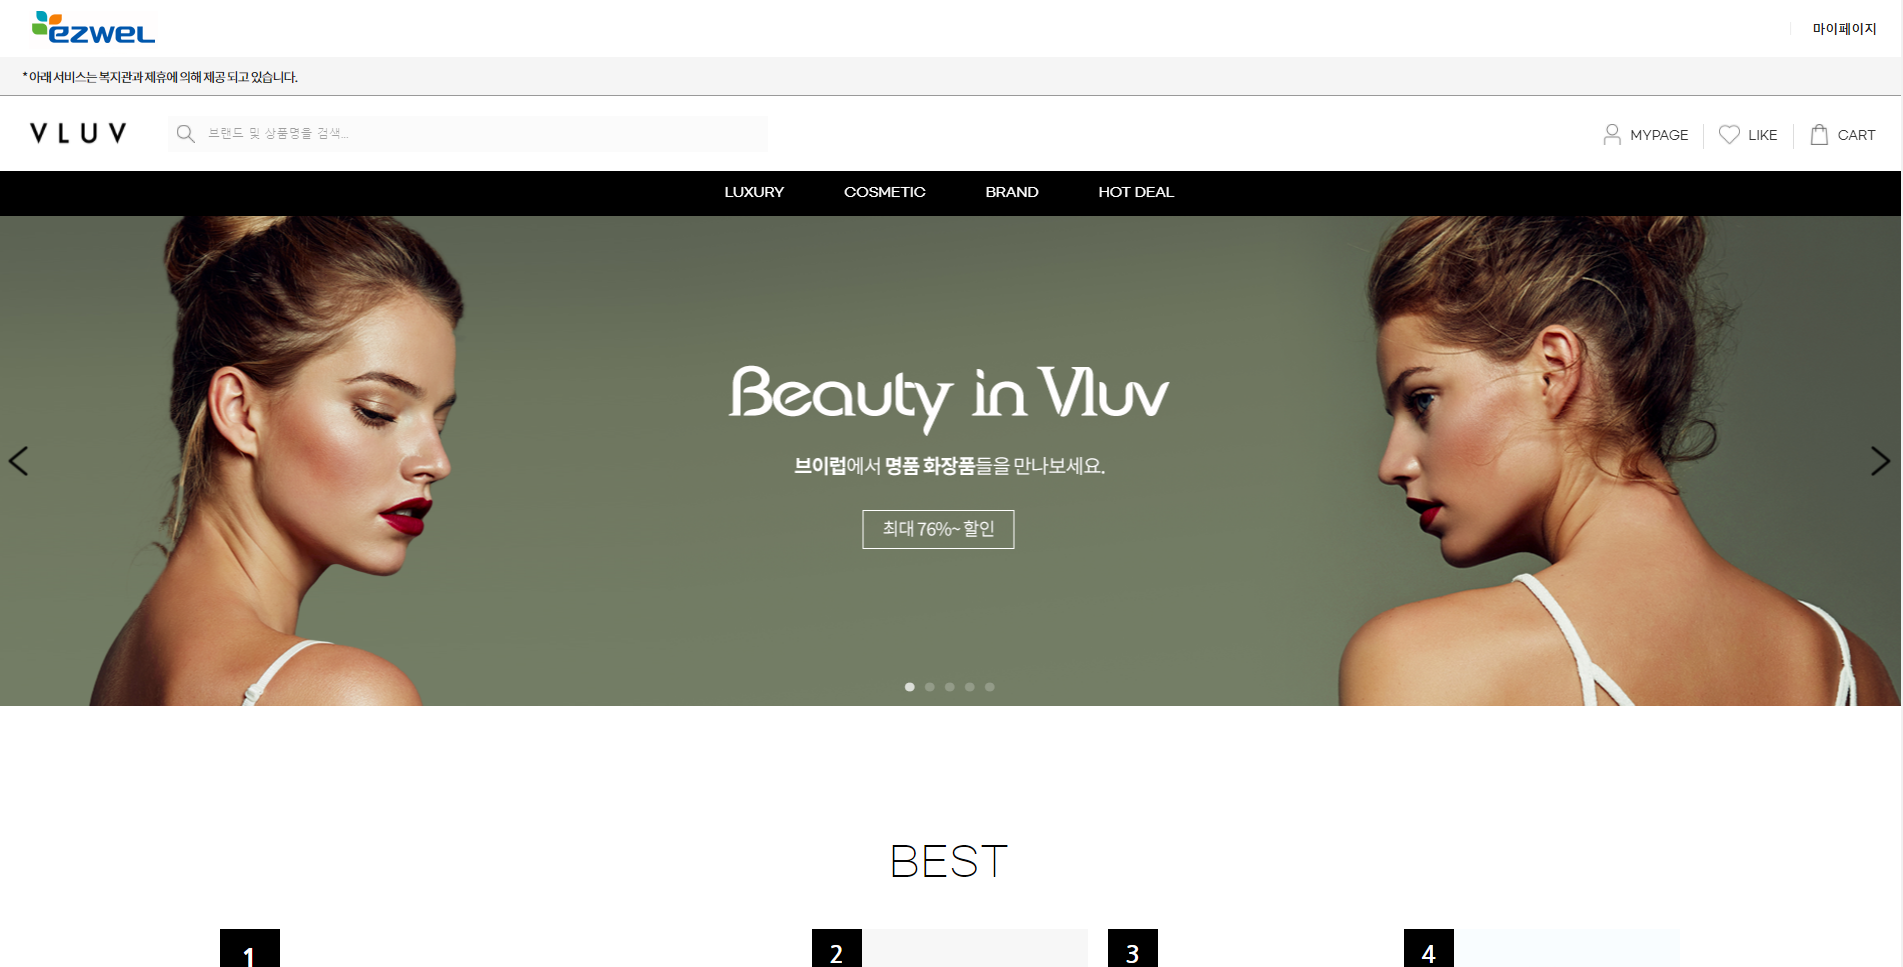 ezwel
마이페이지
* 아래 서비스는 복지관과 제휴에 의해 제공 되고 있습니다.
VLUV
브랜드 및 상품명을 검색...
MYPAGE
LIKE
CART
LUXURY
COSMETIC
BRAND
HOT DEAL
Beauty in Vluv
브이럽에서 명품 화장품들을 만나보세요.
최대 76%~ 할인
BEST
1
2
3
4